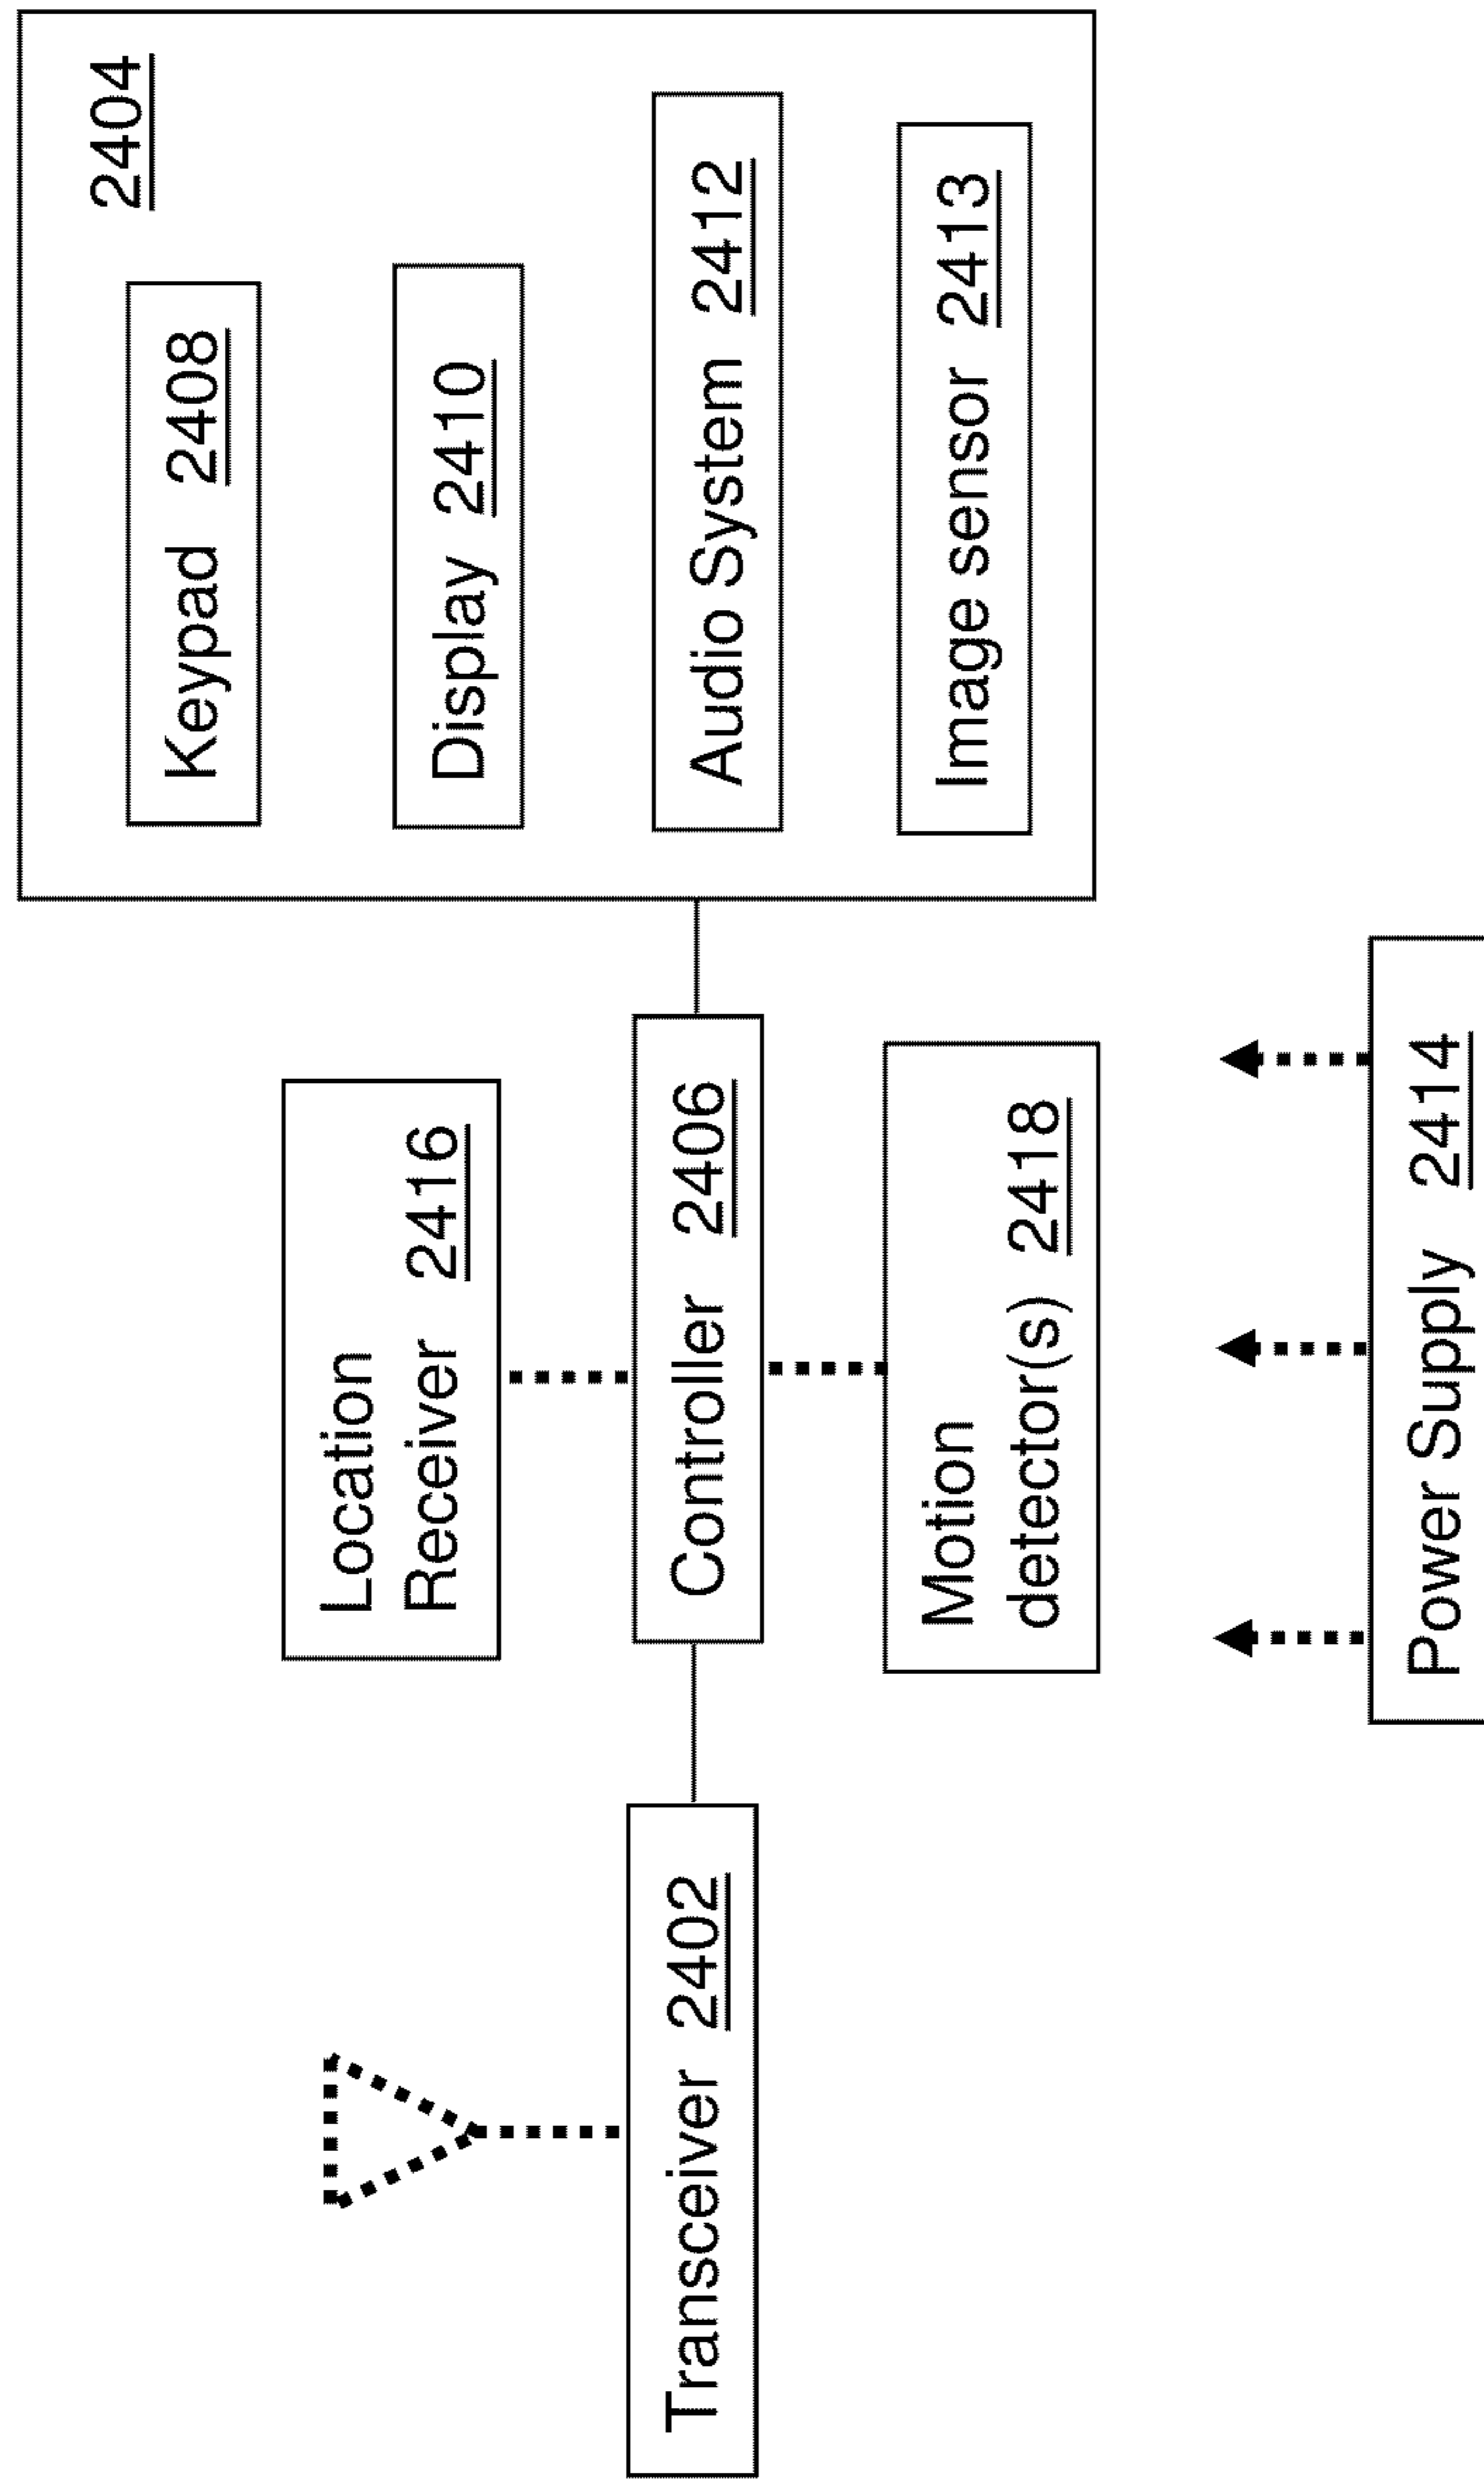 2404
Keypad 2408
Display 2410
Audio System 2412
Image sensor 2413
Location
Receiver 2416
Controller 2406
Motion
detector(s) 2418
Transceiver 2402
Power Supply 2414